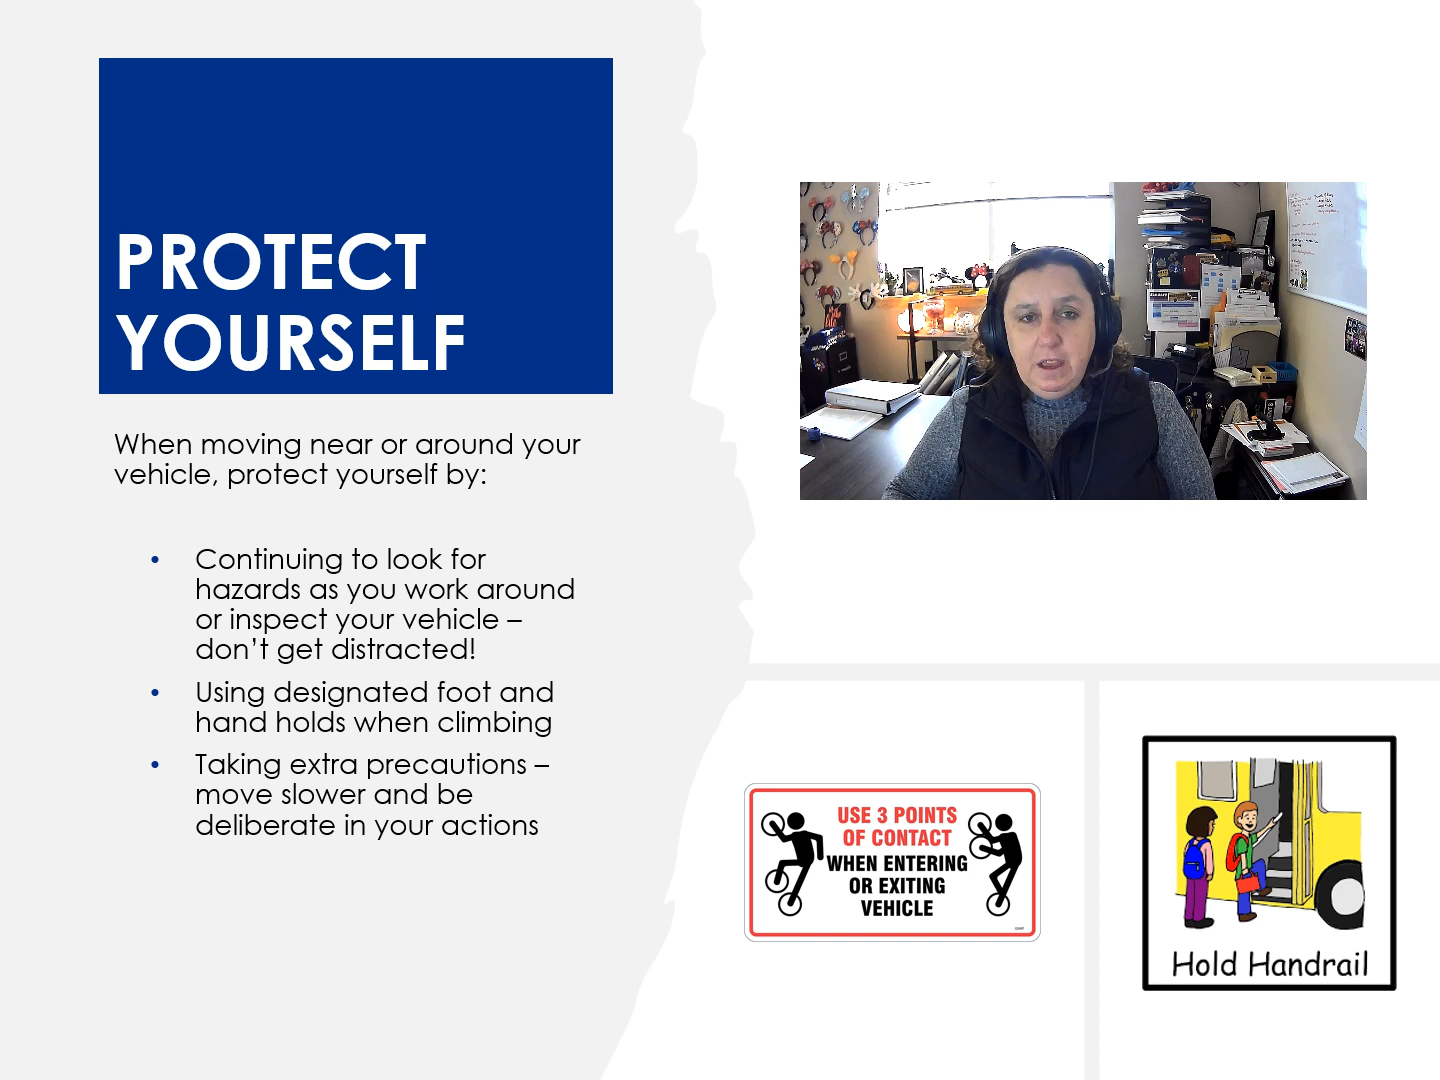 PROTECT
YOURSELF
When moving near or around your
vehicle, protect yourself by:
• Continuing to look for
hazards as you work around
or inspect your vehicle –
don’t get distracted!
• Using designated foot and
hand holds when climbing
• Taking extra precautions –
move slower and be
deliberate in your actions
USE 3 POINTS
OF CONTACT
WHEN ENTERING
OR EXITING
VEHICLE
Hold Handrail